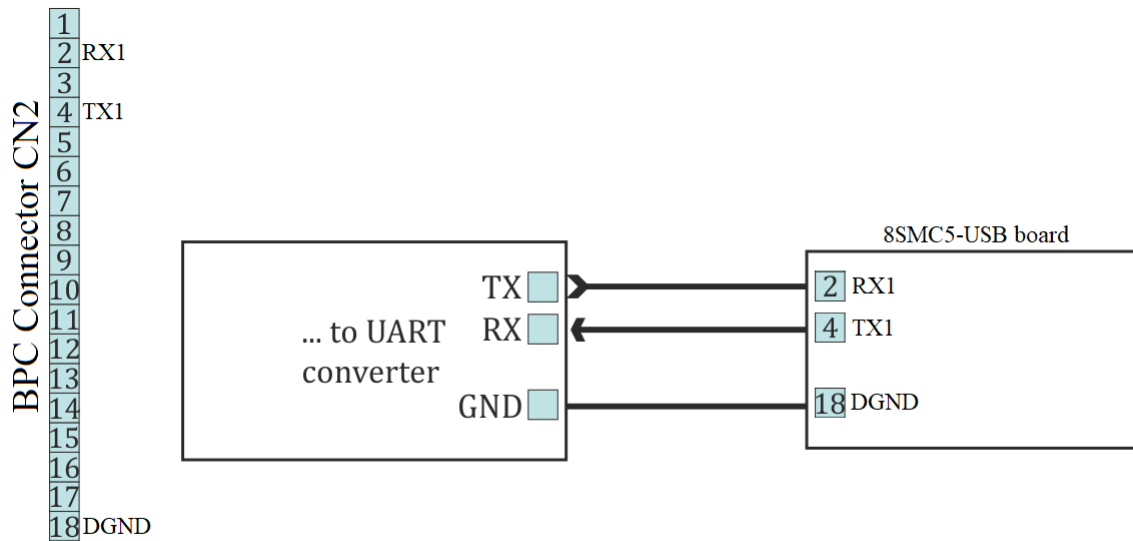 BPC Connector CN2
1
2 RX1
3
4 TX1
5
6
7
8
9
10
11
12
13
14
15
16
17
18 DGND
... to UART
converter
TX
RX
GND
8SMC5-USB board
2 RX1
4 TX1
18 DGND